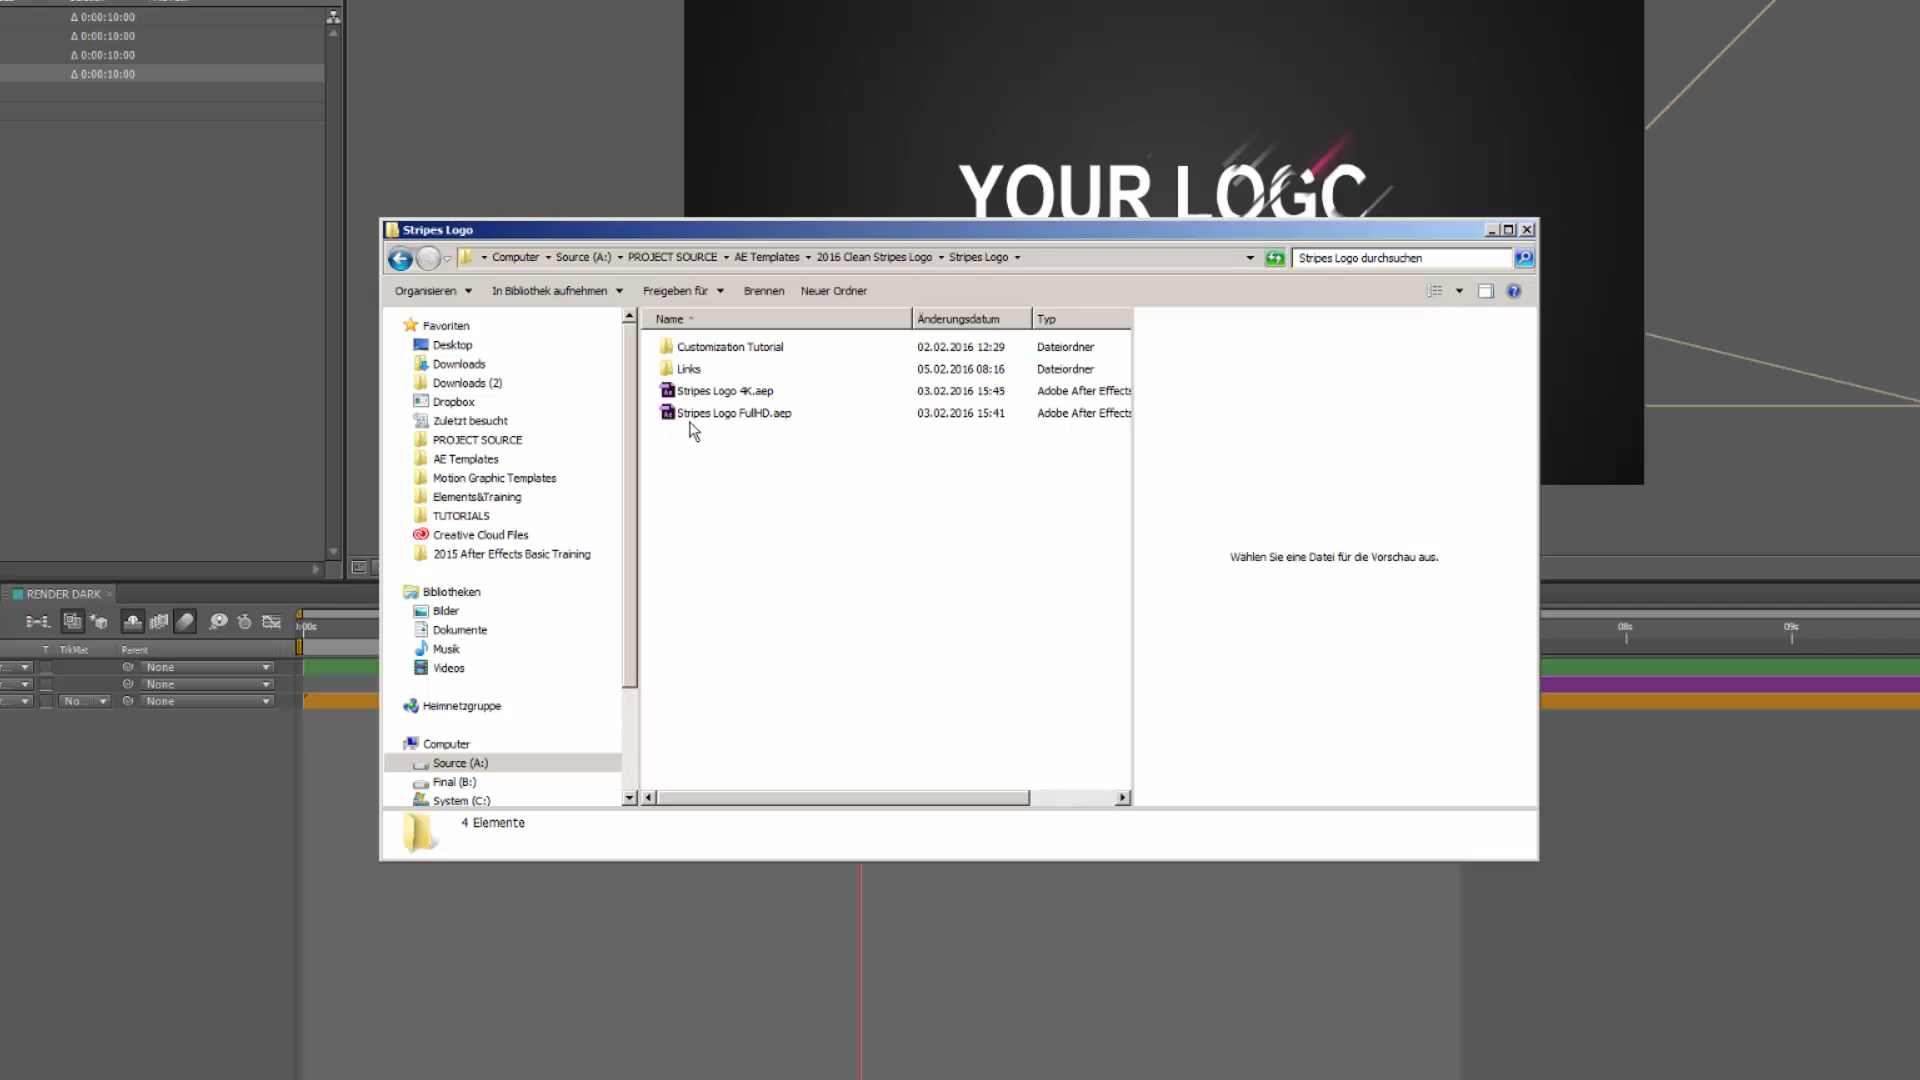 Δ 0:00:10:00
Δ 0:00:10:00
Δ 0:00:10:00
Δ 0:00:10:00
YOUR LOGO
Stripes Logo
Computer Source (A:) PROJECT SOURCE AE Templates 2016 Clean Stripes Logo Stripes Logo
Stripes Logo durchsuchen
Organisieren In Bibliothek aufnehmen Freigeben für Brennen Neuer Ordner
Favoriten
Desktop
Downloads
Downloads (2)
Dropbox
Zuletzt besucht
PROJECT SOURCE
AE Templates
Motion Graphic Templates
Elements&Training
TUTORIALS
Creative Cloud Files
2015 After Effects Basic Training
Bibliotheken
Bilder
Dokumente
Musik
Videos
Heimnetzgruppe
Computer
Source (A:)
Final (B:)
System (C:)
Name Änderungsdatum Typ
Customization Tutorial 02.02.2016 12:29 Dateiordner
Links 05.02.2016 08:16 Dateiordner
Stripes Logo 4K.aep 03.02.2016 15:45 Adobe After Effects
Stripes Logo FullHD.aep 03.02.2016 15:41 Adobe After Effects
Wählen Sie eine Datei für die Vorschau aus.
4 Elemente
RENDER DARK
):00s
08s
09s
T TrkMat Parent
None
None
No... None